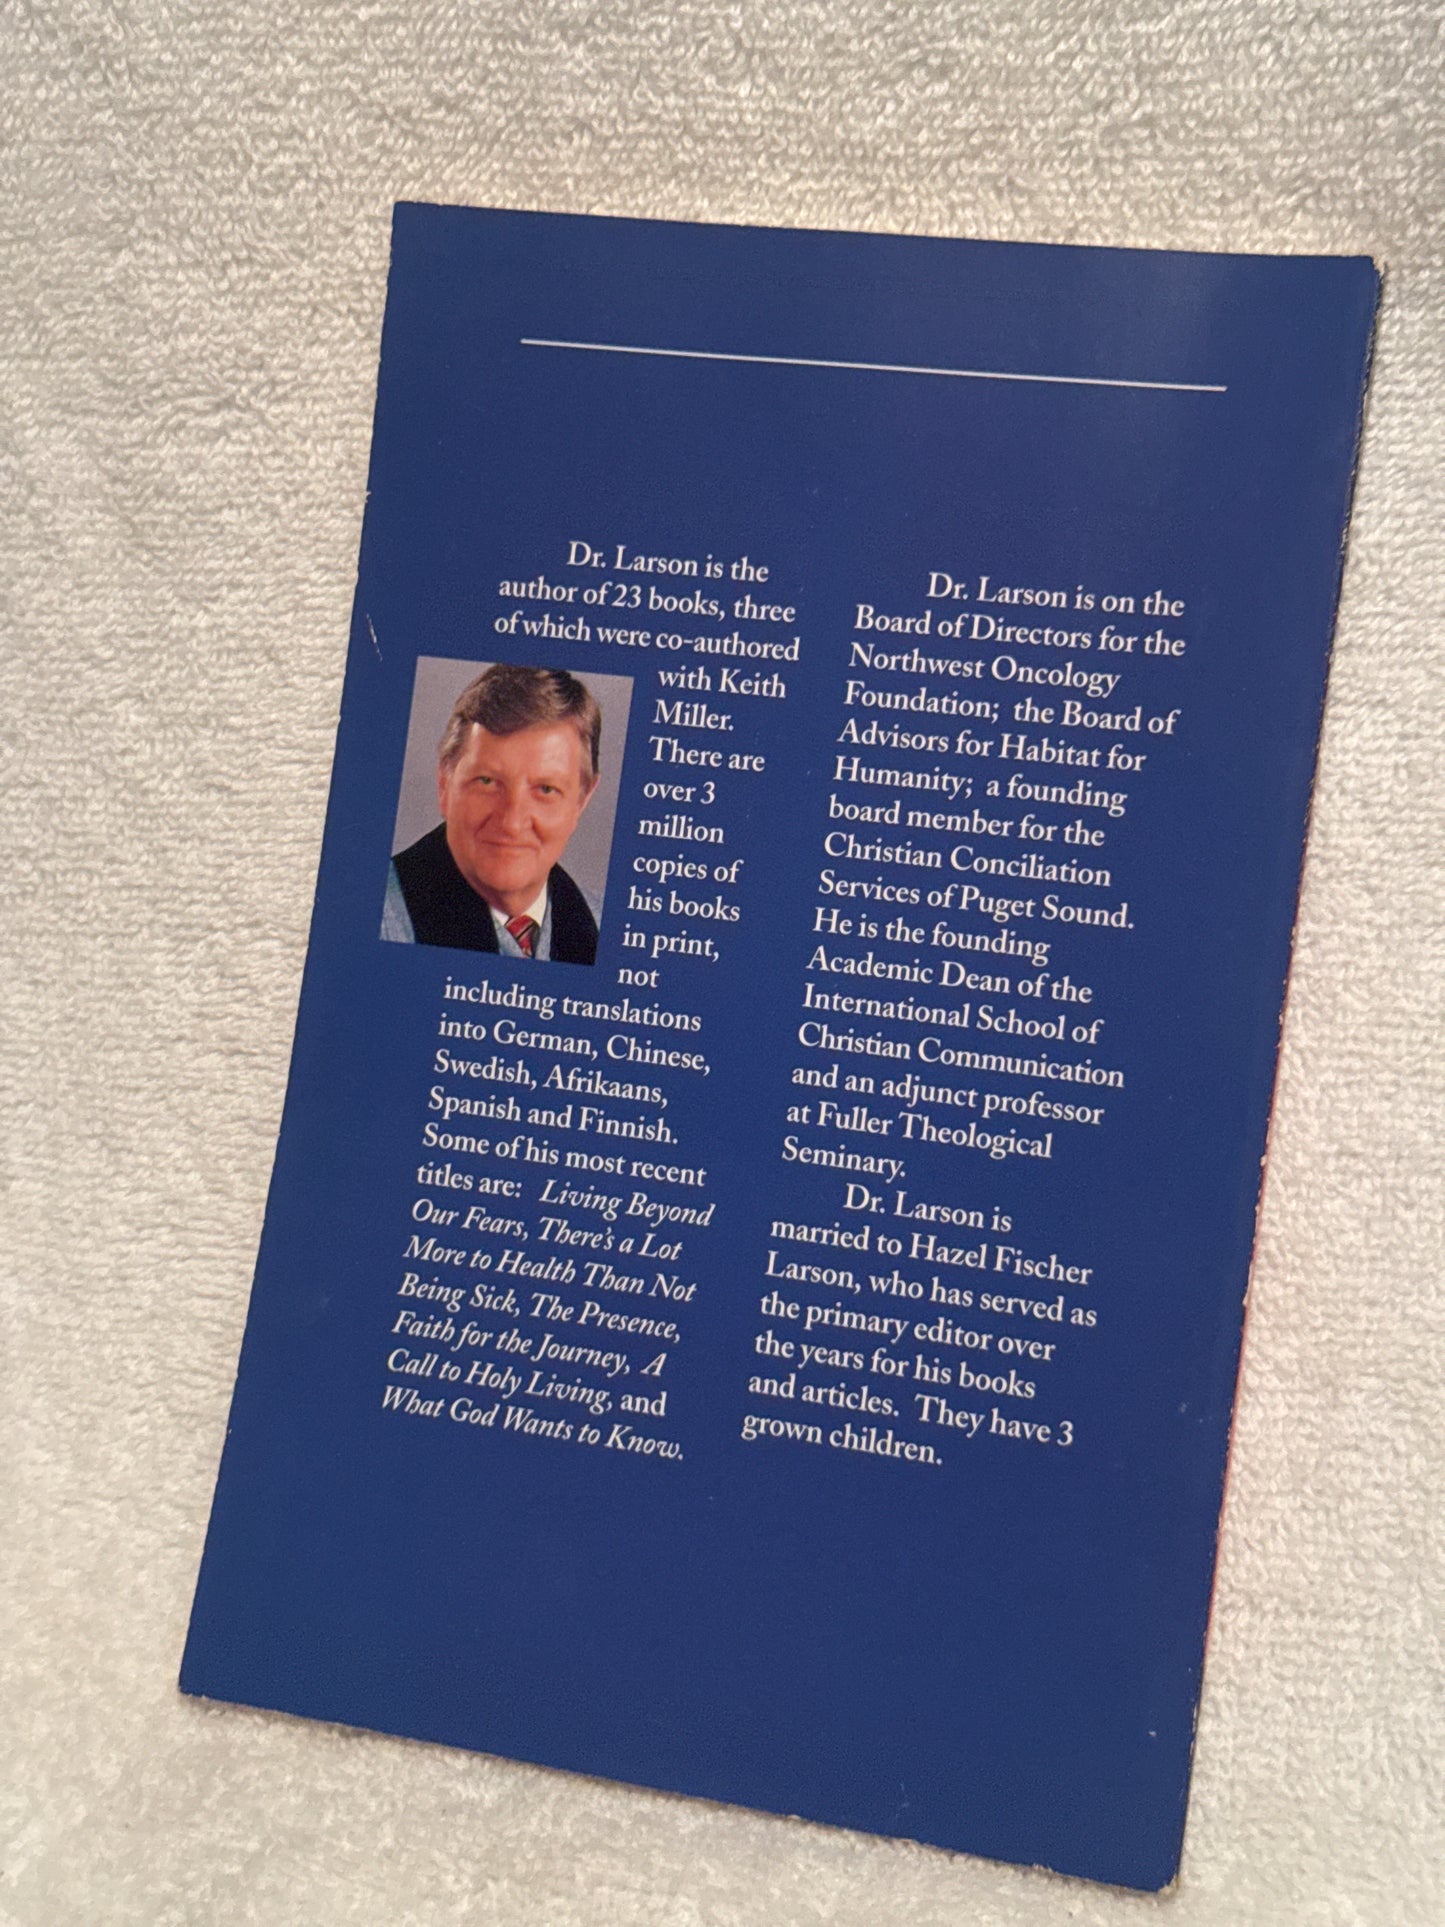 Dr. Larson is the
author of 23 books, three
of which were co-authored
with Keith
Miller.
There are
over 3
million
copies of
his books
in print,
not
including translations
into German, Chinese,
Swedish, Afrikaans,
Spanish and Finnish.
Some of his most recent
titles are: Living Beyond
Our Fears, There's a Lot
More to Health Than Not
Being Sick, The Presence,
Faith for the Journey, A
Call to Holy Living, and
What God Wants to Know.
Dr. Larson is on the
Board of Directors for the
Northwest Oncology
Foundation; the Board of
Advisors for Habitat for
Humanity; a founding
board member for the
Christian Conciliation
Services of Puget Sound.
He is the founding
Academic Dean of the
International School of
Christian Communication
and an adjunct professor
at Fuller Theological
Seminary.
Dr. Larson is
married to Hazel Fischer
Larson, who has served as
the primary editor over
the years for his books
and articles. They have 3
grown children.